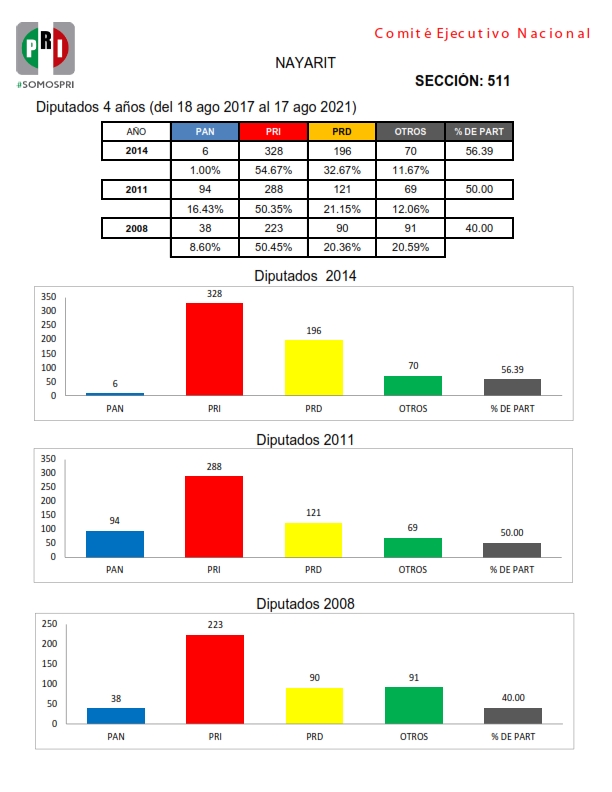 Comité Ejecutivo Nacional
PRI
#SOMOSPRI
NAYARIT
SECCIÓN: 511
Diputados 4 años (del 18 ago 2017 al 17 ago 2021)
AÑO PAN PRI PRD OTROS % DE PART
2014 6 328 196 70 56.39
1.00% 54.67% 32.67% 11.67%
2011 94 288 121 69 50.00
16.43% 50.35% 21.15% 12.06%
2008 38 223 90 91 40.00
8.60% 50.45% 20.36% 20.59%
Diputados 2014
350
300
250
200
150
100
50
0
6 328 196 70 56.39
PAN PRI PRD OTROS % DE PART
Diputados 2011
350
300
250
200
150
100
50
0
94 288 121 69 50.00
PAN PRI PRD OTROS % DE PART
Diputados 2008
250
200
150
100
50
0
38 223 90 91 40.00
PAN PRI PRD OTROS % DE PART